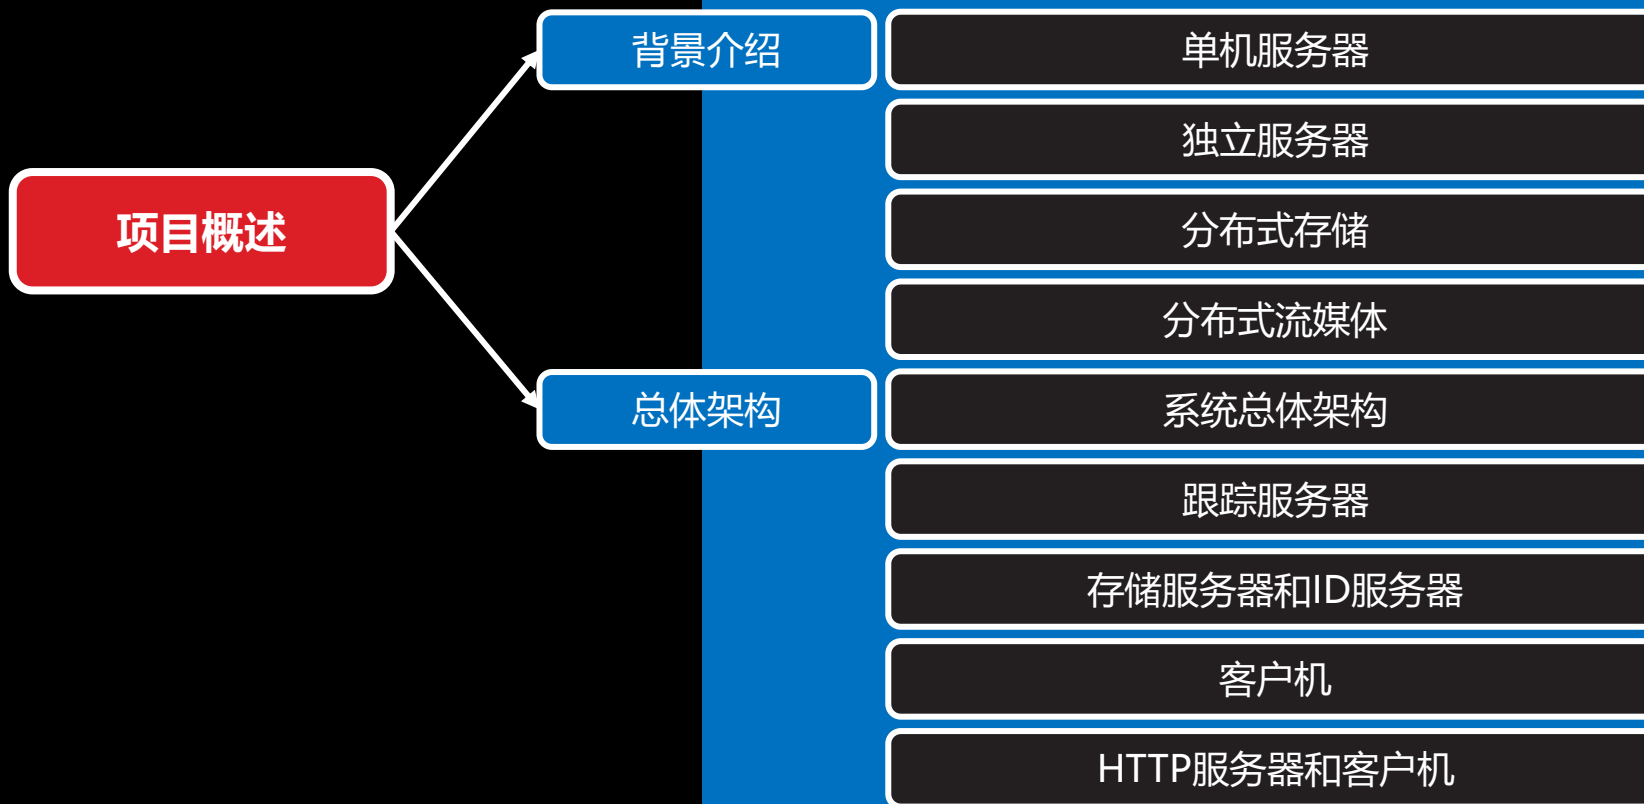 项目概述
背景介绍
单机服务器
独立服务器
分布式存储
分布式流媒体
总体架构
系统总体架构
跟踪服务器
存储服务器和ID服务器
客户机
HTTP服务器和客户机